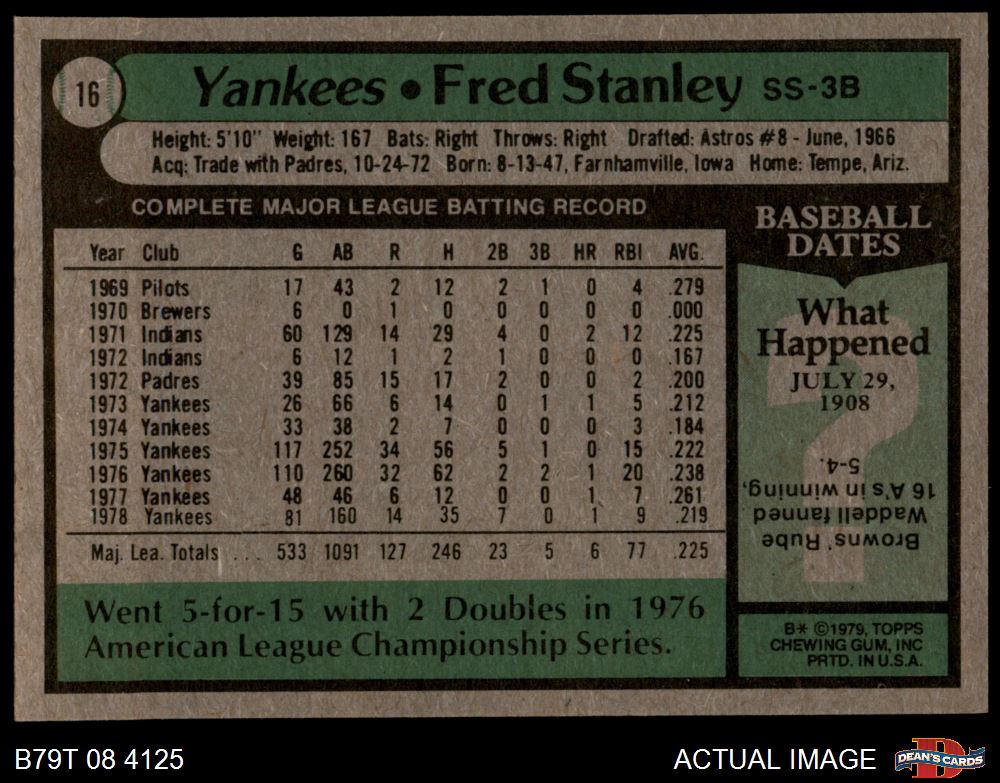 16
Yankees • Fred Stanley SS-3B
Height: 5'10" Weight: 167 Bats: Right Throws: Right Drafted: Astros #8 - June, 1966
Acq: Trade with Padres, 10-24-72 Born: 8-13-47, Farnhamville, Iowa Home: Tempe, Ariz.
COMPLETE MAJOR LEAGUE BATTING RECORD
Year Club G AB R H 2B 3B HR RBI AVG.
1969 Pilots 17 43 2 12 2 1 0 4 .279
1970 Brewers 6 0 1 0 0 0 0 0 .000
1971 Indians 60 129 14 29 4 0 2 12 .225
1972 Indians 6 12 1 2 1 0 0 0 .167
1972 Padres 39 85 15 17 2 0 0 2 .200
1973 Yankees 26 66 6 14 0 1 1 5 .212
1974 Yankees 33 38 2 7 0 0 0 3 .184
1975 Yankees 117 252 34 56 5 1 0 15 .222
1976 Yankees 110 260 32 62 2 2 1 20 .238
1977 Yankees 48 46 6 12 0 0 1 7 .261
1978 Yankees 81 160 14 35 7 0 1 9 .219
Maj. Lea. Totals ... 533 1091 127 246 23 5 6 77 .225
Went 5-for-15 with 2 Doubles in 1976
American League Championship Series.
BASEBALL
DATES
What
Happened
JULY 29,
1908
?
Browns' Rube
Waddell fanned
16 A's in winning,
5-4.
B* ©1979, TOPPS
CHEWING GUM, INC
PRTD. IN U.S.A.
B79T 08 4125
ACTUAL IMAGE
D
DEAN'S CARDS